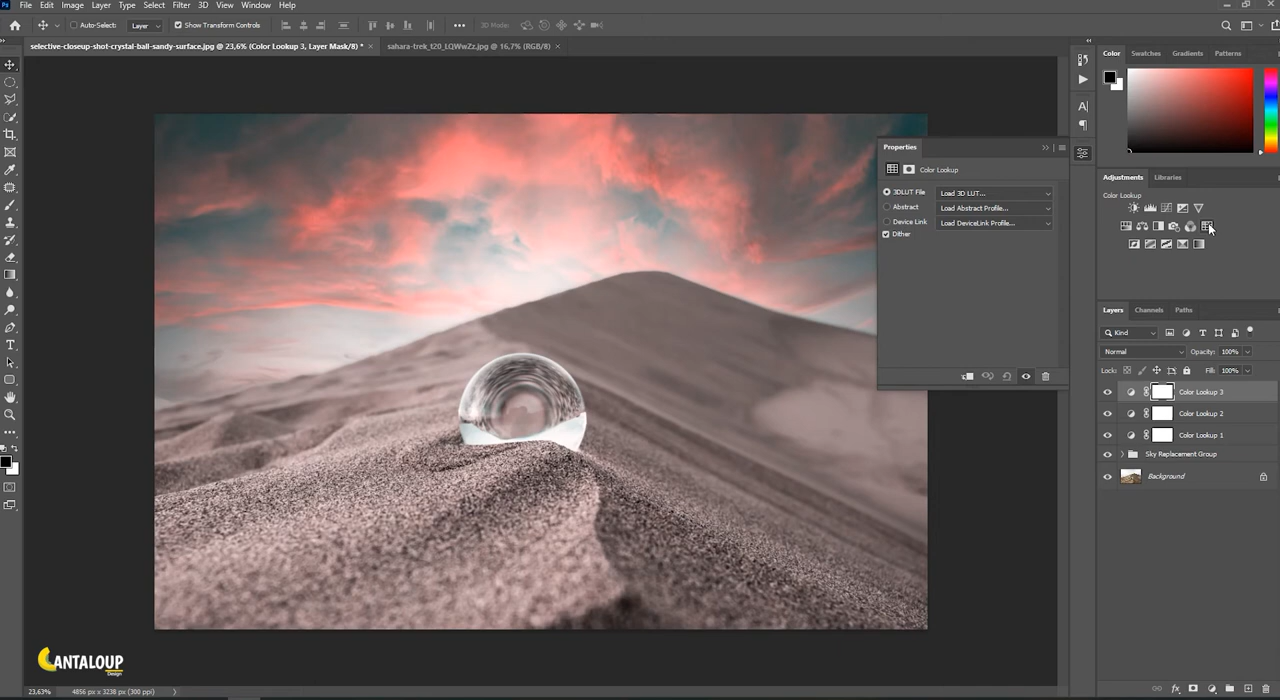 Ps File Edit Image Layer Type Select Filter 3D View Window Help
Auto-Select: Layer Show Transform Controls 3D Mode:
selective-closeup-shot-crystal-ball-sandy-surface.jpg @ 23,6% (Color Lookup 3, Layer Mask/8) * × sahara-trek_t20_LQWwZz.jpg @ 16,7% (RGB/8) ×
Color Swatches Gradients Patterns
Properties
Color Lookup
3DLUT File Load 3D LUT...
Abstract Load Abstract Profile...
Device Link Load DeviceLink Profile...
Dither
Adjustments Libraries
Color Lookup
Layers Channels Paths
Kind
Normal Opacity: 100%
Lock: Fill: 100%
Color Lookup 3
Color Lookup 2
Color Lookup 1
Sky Replacement Group
Background
CANTALOUP
Design
23,63% 4856 px x 3238 px (300 ppi)